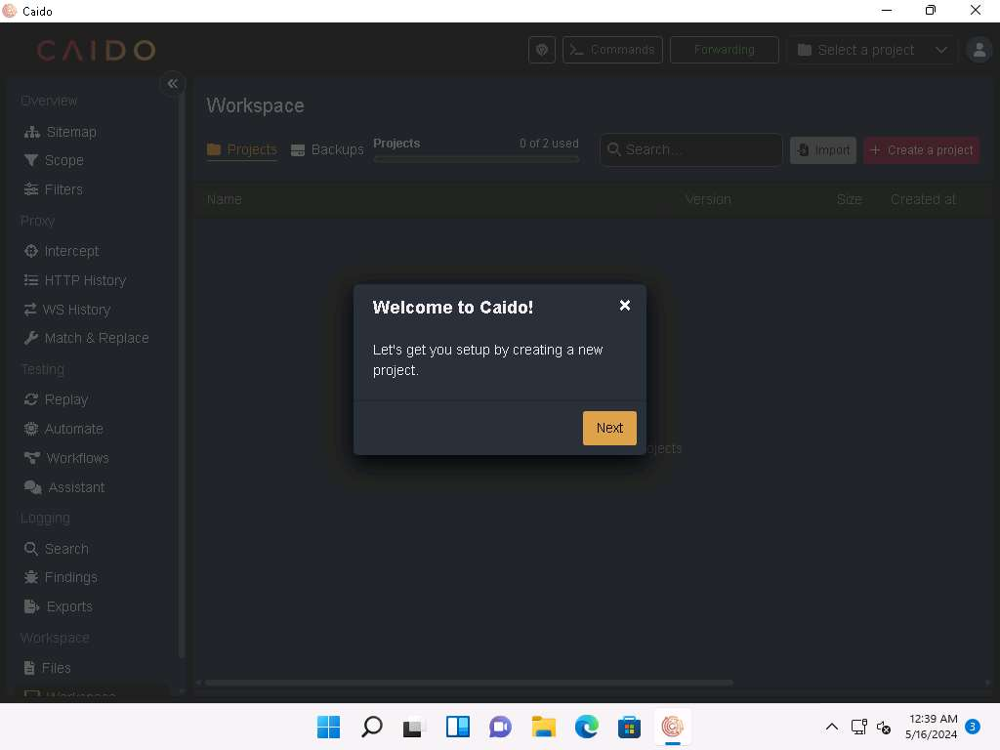 Caido
CAIDO
Commands
Forwarding
Select a project
Overview
Sitemap
Scope
Filters
Proxy
Intercept
HTTP History
WS History
Match & Replace
Testing
Replay
Automate
Workflows
Assistant
Logging
Search
Findings
Exports
Workspace
Files
Workspace
Workspace
Projects
Backups
Projects
0 of 2 used
Search...
Import
+ Create a project
Name
Version
Size
Created at
Welcome to Caido!
Let's get you setup by creating a new
project.
Next
12:39 AM
5/16/2024
3